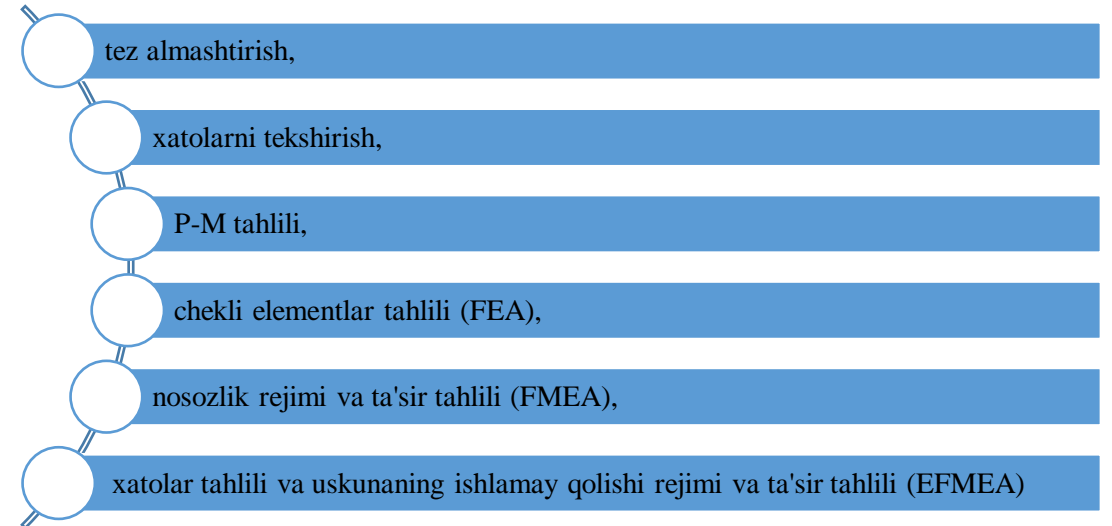 tez almashtirish,
xatolarni tekshirish,
P-M tahlili,
chekli elementlar tahlili (FEA),
nosozlik rejimi va ta'sir tahlili (FMEA),
xatolar tahlili va uskunaning ishlamay qolishi rejimi va ta'sir tahlili (EFMEA)